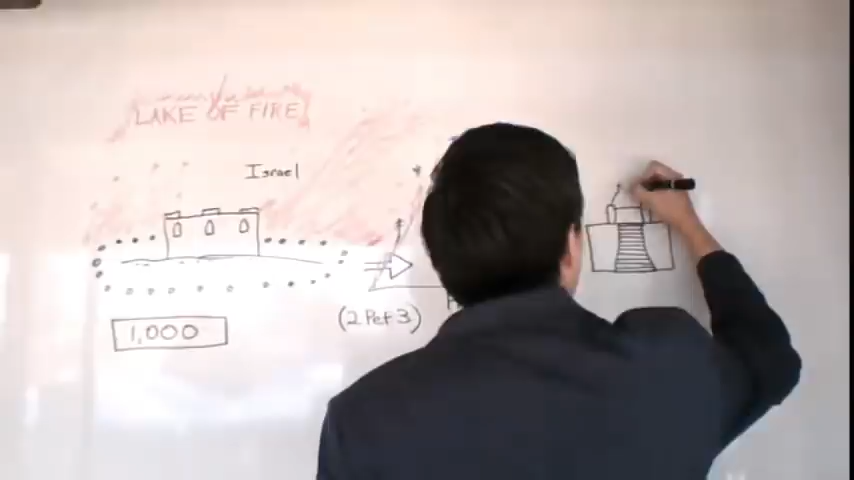 LAKE OF FIRE
Israel
(2 Pet 3)
1,000